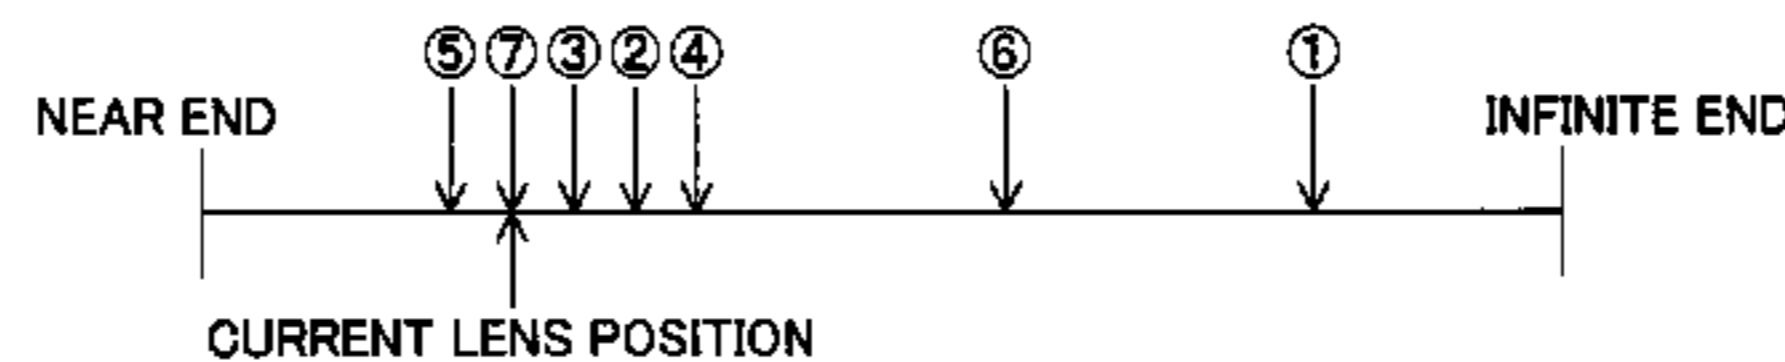 ⑤⑦③②④ ⑥ ①
NEAR END INFINITE END
CURRENT LENS POSITION